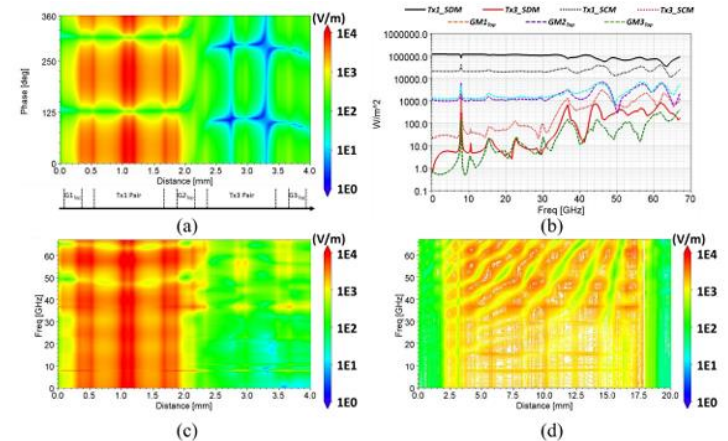 (V/m)
360
250
125
0
Phase [deg]
0.0 0.5 1.0 1.5 2.0 2.5 3.0 3.5 4.0
Distance [mm]
1E4
1E3
1E2
1E1
1E0
G1Top Tx1 Pair G2Top Tx3 Pair G3Top
(a)
Tx1_SDM Tx3_SDM Tx1_SCM Tx3_SCM
GM1Top GM2Top GM3Top
1000000.0
100000.0
10000.0
1000.0
100.0
10.0
1.0
0.1
W/m^2
0 10 20 30 40 50 60 70
Freq [GHz]
(b)
(V/m)
60
50
40
30
20
10
0
Freq [GHz]
0.0 0.5 1.0 1.5 2.0 2.5 3.0 3.5 4.0
Distance [mm]
1E4
1E3
1E2
1E1
1E0
(c)
(V/m)
60
50
40
30
20
10
0
Freq [GHz]
0.0 2.5 5.0 7.5 10.0 12.5 15.0 17.5 20.0
Distance [mm]
1E4
1E3
1E2
1E1
1E0
(d)